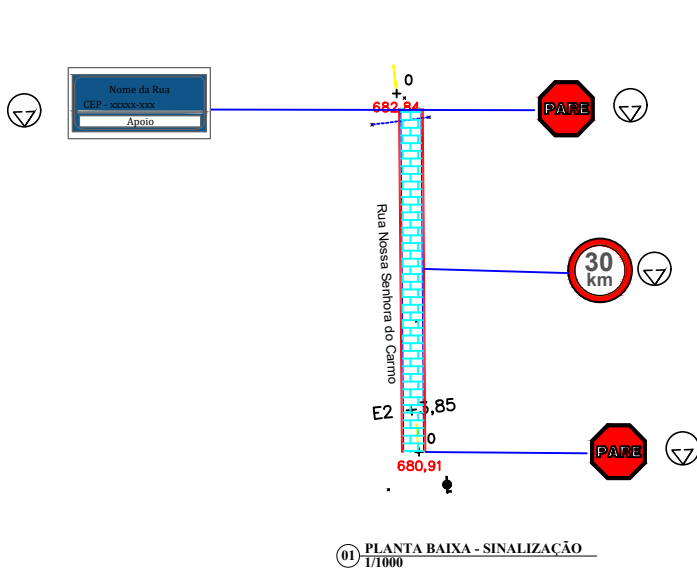 0
Nome da Rua
CEP - xxxxx-xxx
Apoio
682,84
PARE
Rua Nossa Senhora do Carmo
30
km
E2
,85
0
PARE
680,91
01 PLANTA BAIXA - SINALIZAÇÃO
1/1000